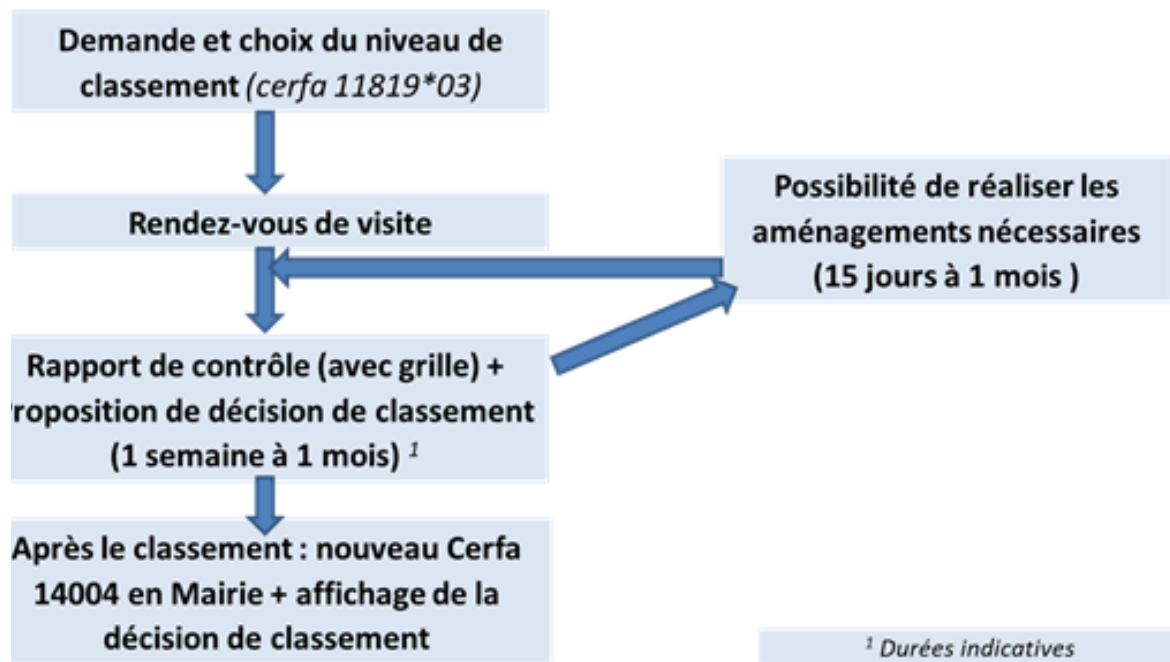 Demande et choix du niveau de
classement (cerfa 11819*03)
Rendez-vous de visite
Possibilité de réaliser les
aménagements nécessaires
(15 jours à 1 mois )
Rapport de contrôle (avec grille) +
roposition de décision de classement
(1 semaine à 1 mois) ¹
Après le classement : nouveau Cerfa
14004 en Mairie + affichage de la
décision de classement
¹ Durées indicatives